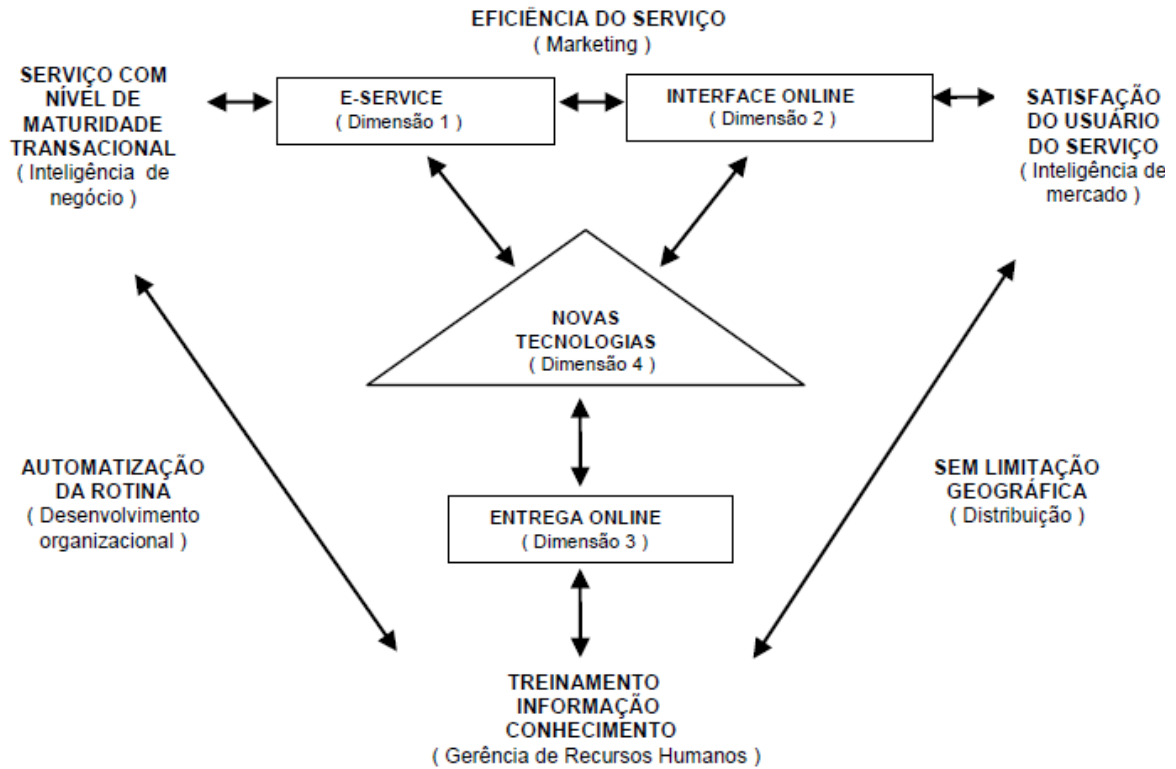 EFICIÊNCIA DO SERVIÇO
( Marketing )
SERVIÇO COM
NÍVEL DE
MATURIDADE
TRANSACIONAL
( Inteligência de
negócio )
E-SERVICE
( Dimensão 1 )
INTERFACE ONLINE
( Dimensão 2 )
SATISFAÇÃO
DO USUÁRIO
DO SERVIÇO
( Inteligência de
mercado )
NOVAS
TECNOLOGIAS
( Dimensão 4 )
AUTOMATIZAÇÃO
DA ROTINA
( Desenvolvimento
organizacional )
SEM LIMITAÇÃO
GEOGRÁFICA
( Distribuição )
ENTREGA ONLINE
( Dimensão 3 )
TREINAMENTO
INFORMAÇÃO
CONHECIMENTO
( Gerência de Recursos Humanos )